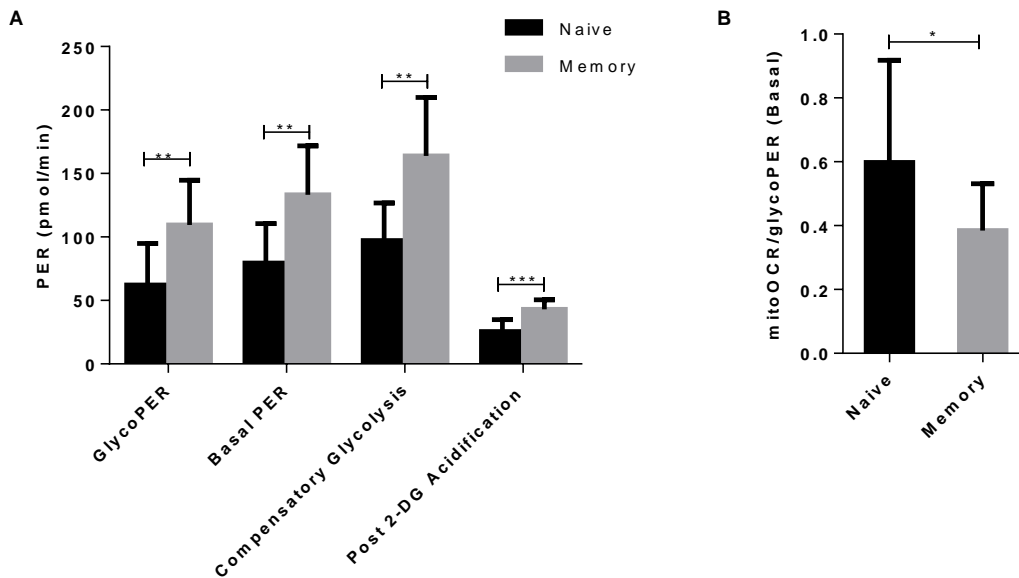 A
PER (pmol/min)
250
200
150
100
50
0
**
**
**
***
GlycoPER
Basal PER
Compensatory Glycolysis
Post 2-DG Acidification
Naive
Memory
B
mitoOCR/glycoPER (Basal)
1.0
0.8
0.6
0.4
0.2
0.0
*
Naive
Memory